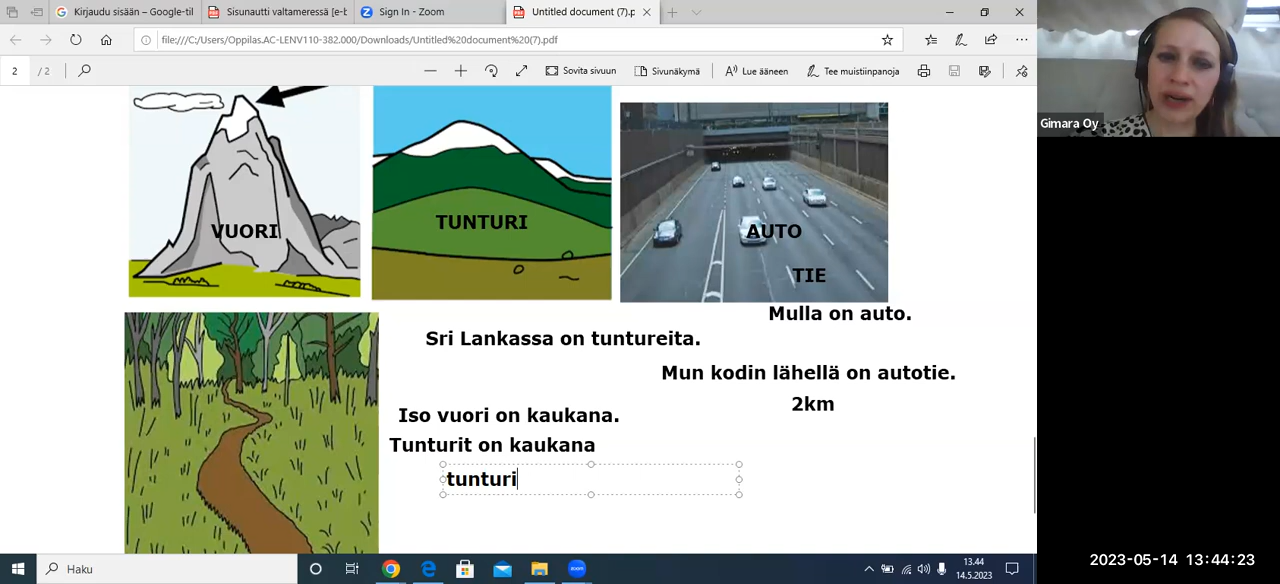 Kirjaudu sisään – Google-til
Sisunautti valtameressä [e-b
Sign In - Zoom
Untitled document (7).p
file:///C:/Users/Oppilas.AC-LENV110-382.000/Downloads/Untitled%20document%20(7).pdf
2 / 2
Sovita sivuun
Sivunäkymä
Lue ääneen
Tee muistiinpanoja
Gimara Oy
VUORI
TUNTURI
AUTO
TIE
Mulla on auto.
Sri Lankassa on tuntureita.
Mun kodin lähellä on autotie.
2km
Iso vuori on kaukana.
Tunturit on kaukana
tunturi
Haku
zoom
13.44
14.5.2023
2023-05-14 13:44:23